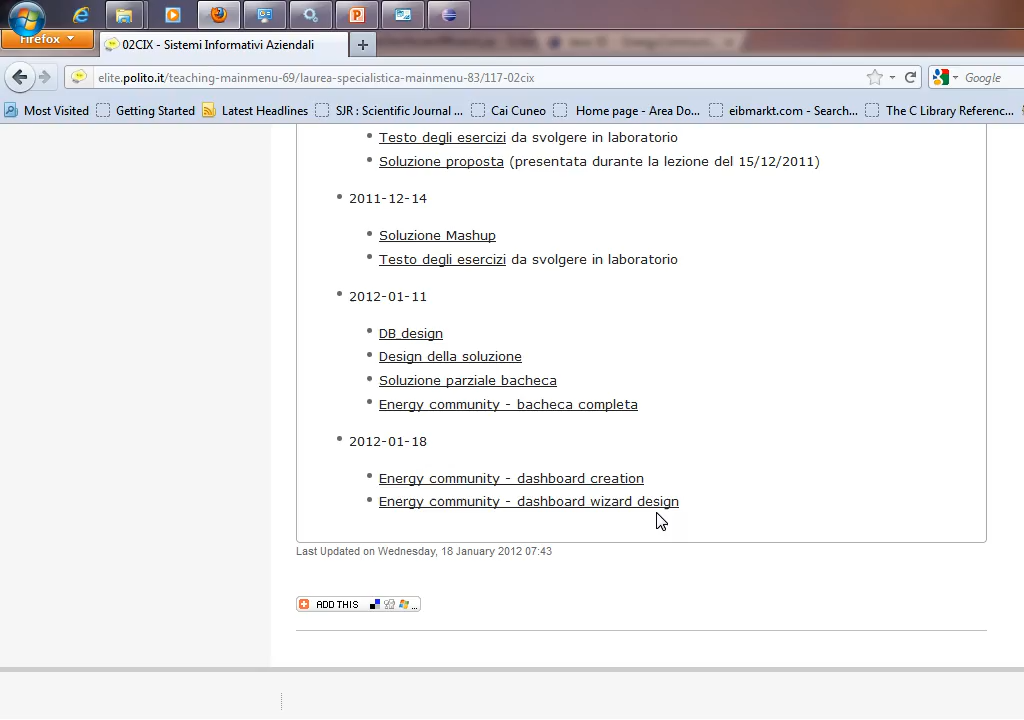 Firefox
02CIX - Sistemi Informativi Aziendali
elite.polito.it/teaching-mainmenu-69/laurea-specialistica-mainmenu-83/117-02cix
Google
Most Visited Getting Started Latest Headlines SJR : Scientific Journal ... Cai Cuneo Home page - Area Do... eibmarkt.com - Search... The C Library Referenc...
Testo degli esercizi da svolgere in laboratorio
Soluzione proposta (presentata durante la lezione del 15/12/2011)
2011-12-14
Soluzione Mashup
Testo degli esercizi da svolgere in laboratorio
2012-01-11
DB design
Design della soluzione
Soluzione parziale bacheca
Energy community - bacheca completa
2012-01-18
Energy community - dashboard creation
Energy community - dashboard wizard design
Last Updated on Wednesday, 18 January 2012 07:43
ADD THIS ...